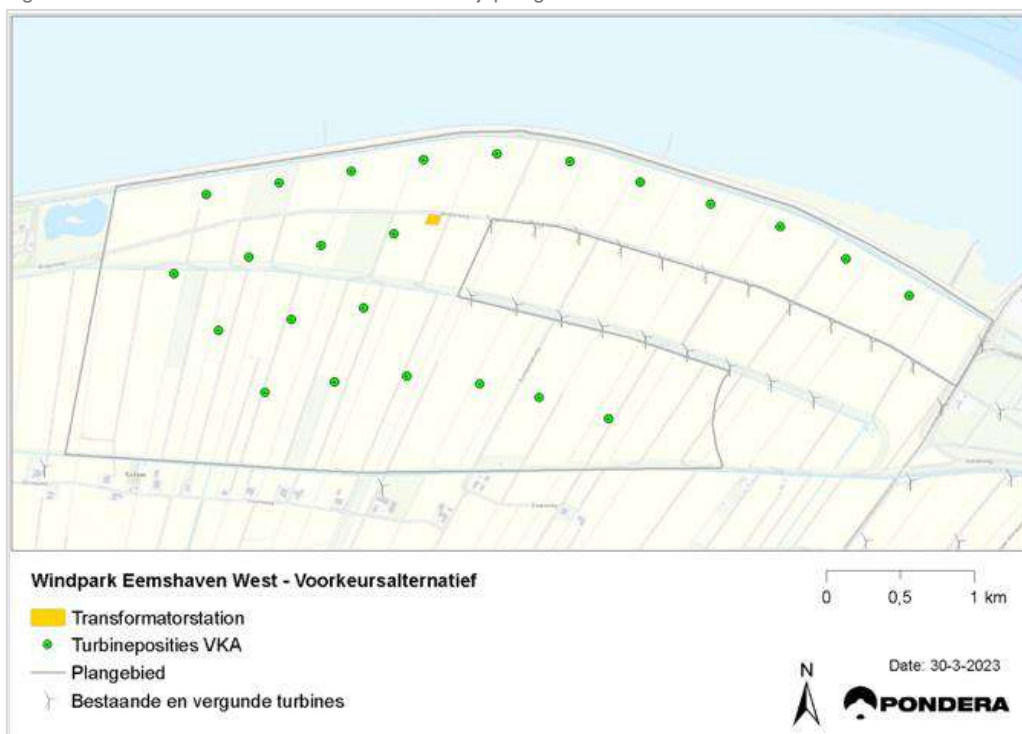 Windpark Eemshaven West - Voorkeursalternatief
Transformatorstation
Turbineposities VKA
Plangebied
Bestaande en vergunde turbines
0 0,5 1 km
N
Date: 30-3-2023
PONDERA